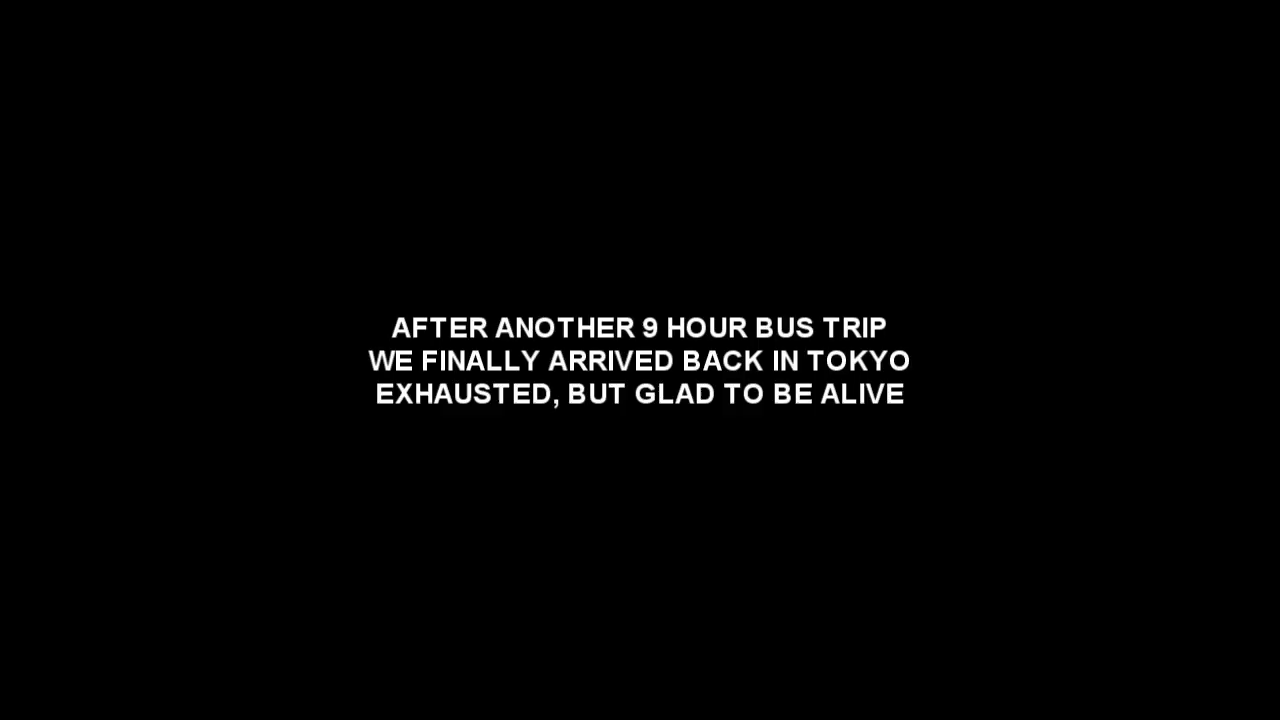 AFTER ANOTHER 9 HOUR BUS TRIP
WE FINALLY ARRIVED BACK IN TOKYO
EXHAUSTED, BUT GLAD TO BE ALIVE